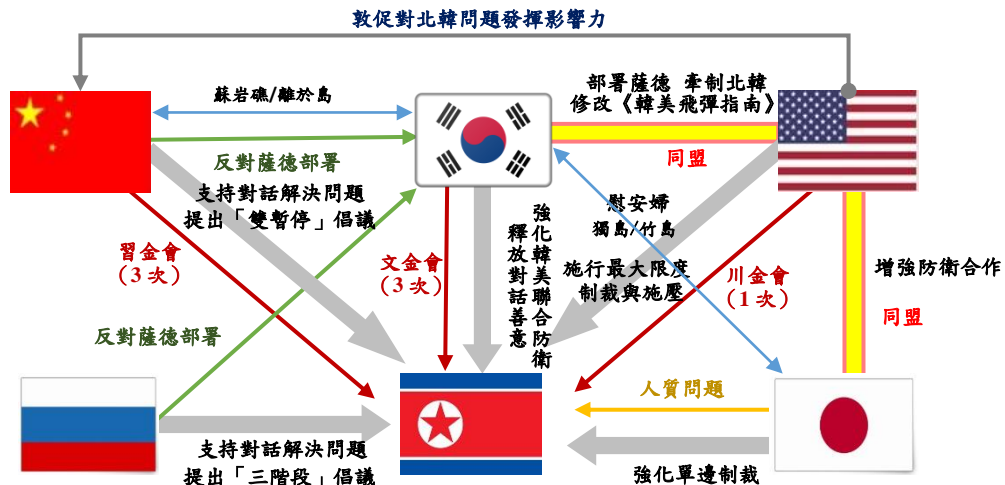 敦促對北韓問題發揮影響力
蘇岩礁/離於島
部署薩德 牽制北韓
修改《韓美飛彈指南》
反對薩德部署
同盟
支持對話解決問題
提出「雙暫停」倡議
強化韓美聯合防衛
釋放對話善意
慰安婦
獨島/竹島
習金會
(3 次)
文金會
(3 次)
施行最大限度
制裁與施壓
川金會
(1 次)
增強防衛合作
同盟
反對薩德部署
人質問題
支持對話解決問題
提出「三階段」倡議
強化單邊制裁